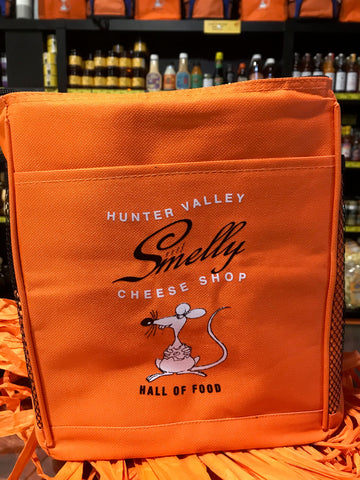 HUNTER VALLEY
Smelly
CHEESE SHOP
HALL OF FOOD